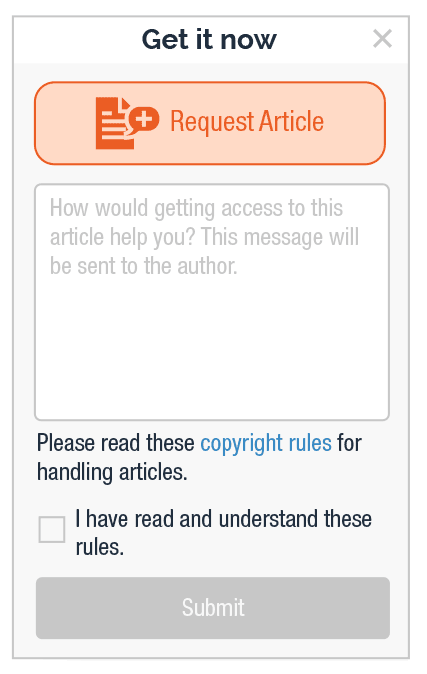 Get it now
Request Article
How would getting access to this
article help you? This message will
be sent to the author.
Please read these copyright rules for
handling articles.
I have read and understand these
rules.
Submit